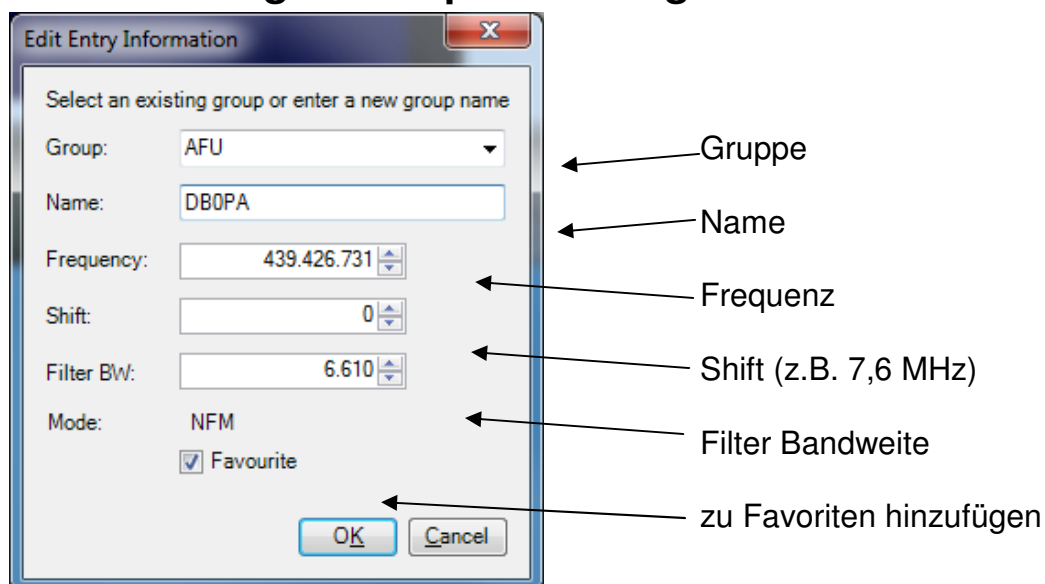 Edit Entry Information
Select an existing group or enter a new group name
Group: AFU
Gruppe
Name: DB0PA
Name
Frequency: 439.426.731
Frequenz
Shift: 0
Shift (z.B. 7,6 MHz)
Filter BW: 6.610
Filter Bandweite
Mode: NFM
Favourite
zu Favoriten hinzufügen
OK Cancel